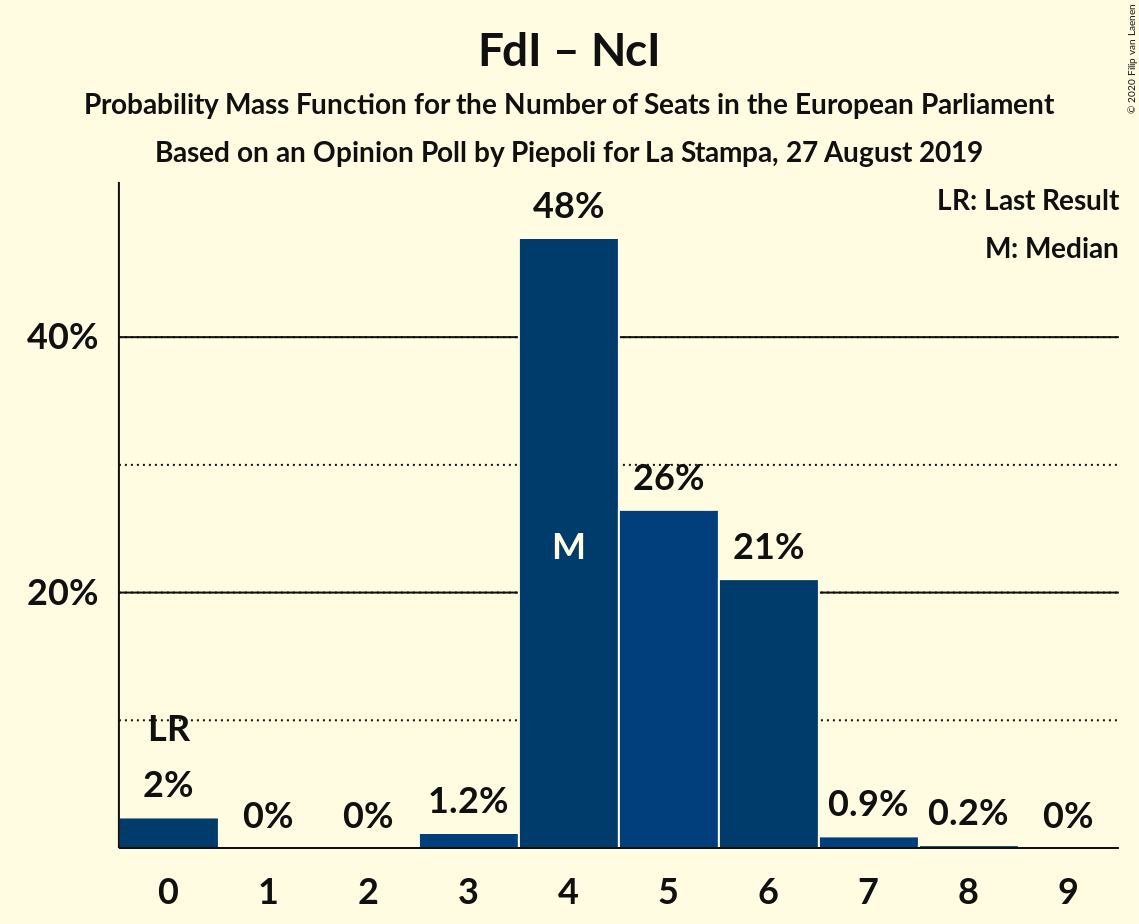 FdI – NcI
Probability Mass Function for the Number of Seats in the European Parliament
Based on an Opinion Poll by Piepoli for La Stampa, 27 August 2019
© 2020 Filip van Laenen
LR: Last Result
M: Median
48%
40%
26%
M
21%
20%
LR
2%
0%
0%
1.2%
0.9%
0.2%
0%
0 1 2 3 4 5 6 7 8 9